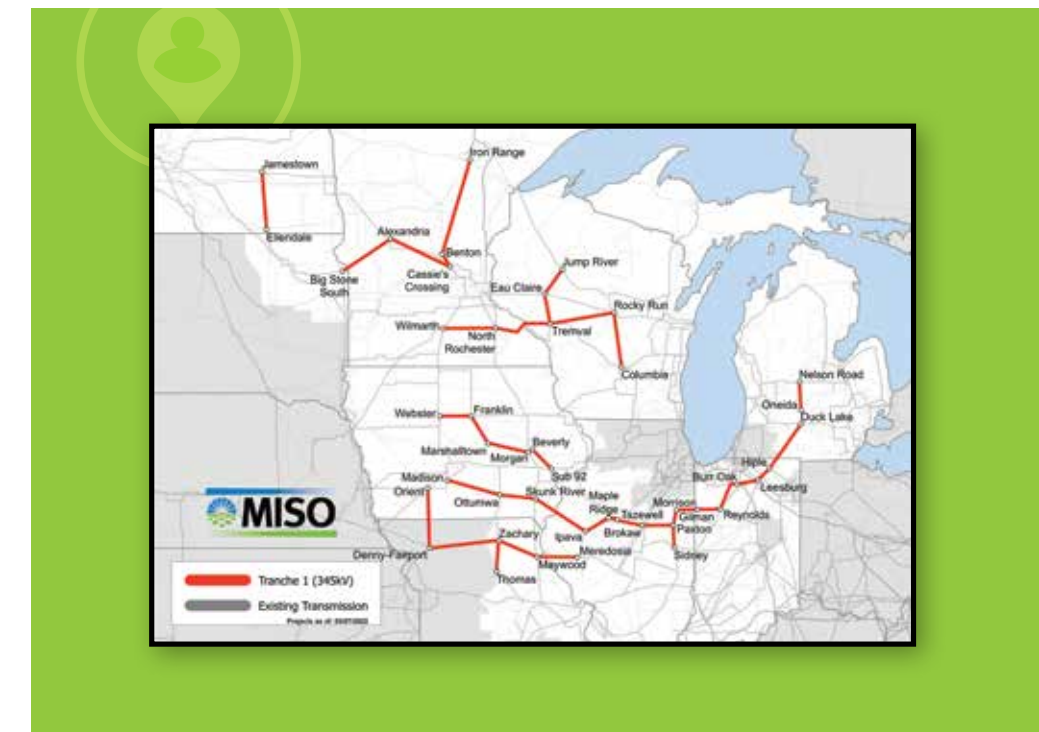 Iron Range
Jamestown
Ellendale
Alexandria
Benton
Big Stone
South
Cassie's
Crossing
Jump River
Eau Claire
Rocky Run
Wilmarth
North
Rochester
Tremval
Columbia
Nelson Road
Oneida
Duck Lake
Webster
Franklin
Marshalltown
Morgan
Beverly
Sub 92
Hiple
Burr Oak
Leesburg
Madison
Orient
Ottumwa
Skunk River
Maple
Ridge
Tazewell
Morrison
Gilman
Paxton
Reynolds
MISO
Ipava
Brokaw
Zachary
Denny-Fairport
Meredosia
Maywood
Sidney
Thomas
Tranche 1 (345kV)
Existing Transmission
Projects as of